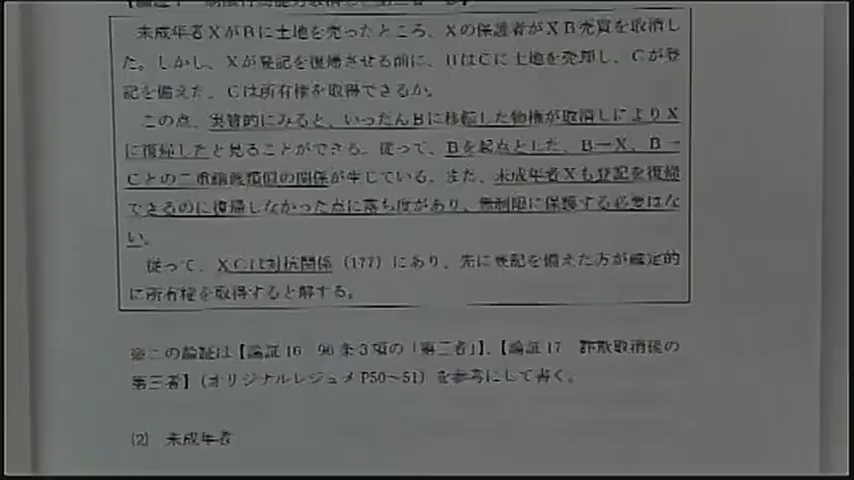 未成年者XがBに土地を売ったところ、Xの保護者がXB売買を取消し
た。しかし、Xが登記を復帰させる前に、BはCに土地を売却し、Cが登
記を備えた。Cは所有権を取得できるか。
この点、実質的にみると、いったんBに移転した物権が取消しによりX
に復帰したと見ることができる。従って、Bを起点とした、B→X、B→
Cとの二重譲渡類似の関係が生じている。また、未成年者Xも登記を復帰
できるのに復帰しなかった点に落ち度があり、無制限に保護する必要はな
い。
従って、XCは対抗関係（177）にあり、先に登記を備えた方が確定的
に所有権を取得すると解する。
※この論証は【論証16 96条3項の「第三者」】、【論証17 詐欺取消後の
第三者】（オリジナルレジュメP50～51）を参考にして書く。
(2) 未成年者